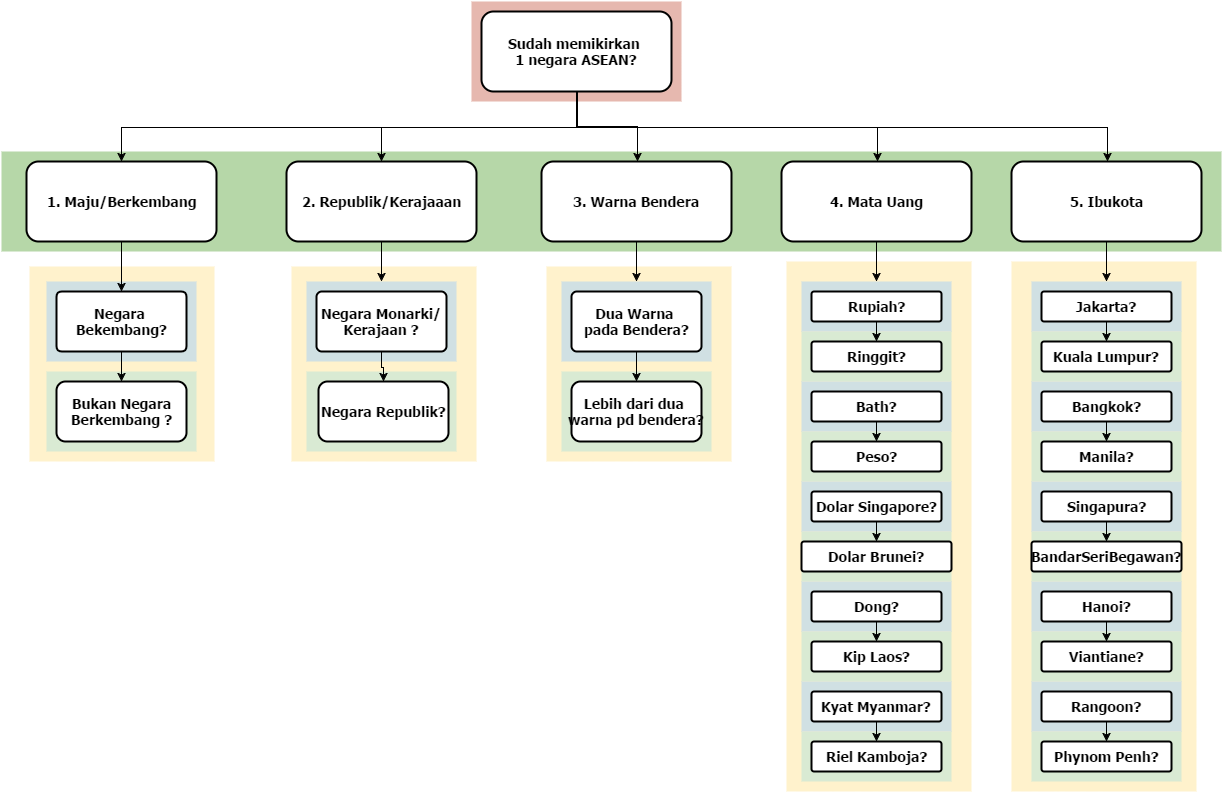 Sudah memikirkan
1 negara ASEAN?
1. Maju/Berkembang
2. Republik/Kerajaaan
3. Warna Bendera
4. Mata Uang
5. Ibukota
Negara
Bekembang?
Bukan Negara
Berkembang ?
Negara Monarki/
Kerajaan ?
Negara Republik?
Dua Warna
pada Bendera?
Lebih dari dua
warna pd bendera?
Rupiah?
Ringgit?
Bath?
Peso?
Dolar Singapore?
Dolar Brunei?
Dong?
Kip Laos?
Kyat Myanmar?
Riel Kamboja?
Jakarta?
Kuala Lumpur?
Bangkok?
Manila?
Singapura?
BandarSeriBegawan?
Hanoi?
Viantiane?
Rangoon?
Phynom Penh?